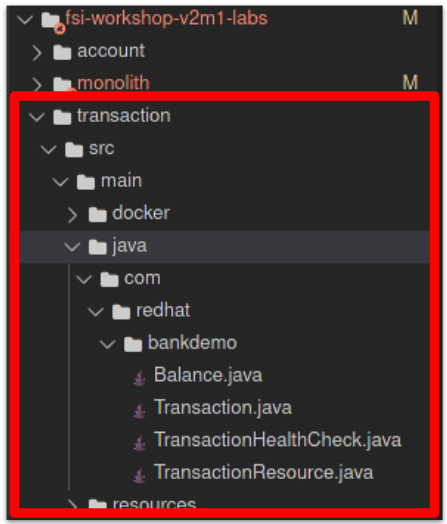 fsi-workshop-v2m1-labs M
account
monolith M
transaction
src
main
docker
java
com
redhat
bankdemo
Balance.java
Transaction.java
TransactionHealthCheck.java
TransactionResource.java
resources